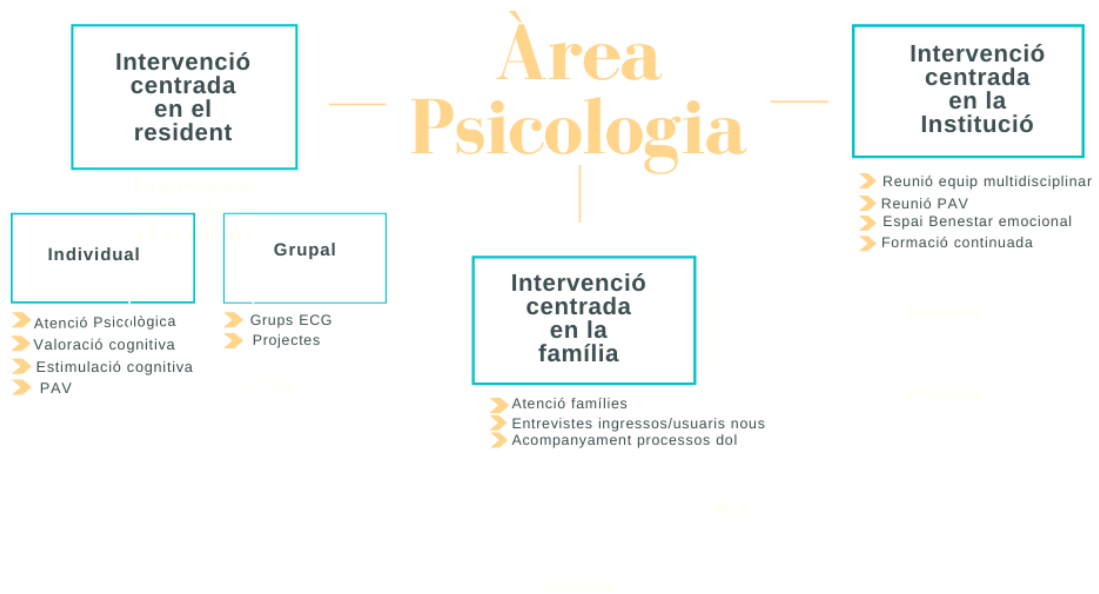 Àrea
Psicologia
Intervenció
centrada
en el
resident
Individual
Atenció Psicològica
Valoració cognitiva
Estimulació cognitiva
PAV
Grupal
Grups ECG
Projectes
Intervenció
centrada
en la
família
Atenció famílies
Entrevistes ingressos/usuaris nous
Acompanyament processos dol
Intervenció
centrada
en la
Institució
Reunió equip multidisciplinar
Reunió PAV
Espai Benestar emocional
Formació continuada